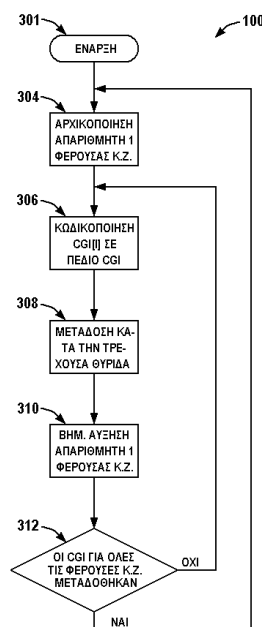 301
100
ΕΝΑΡΞΗ
304
ΑΡΧΙΚΟΠΟΙΗΣΗ
ΑΠΑΡΙΘΜΗΤΗ 1
ΦΕΡΟΥΣΑΣ Κ.Ζ.
306
ΚΩΔΙΚΟΠΟΙΗΣΗ
CGI[I] ΣΕ
ΠΕΔΙΟ CGI
308
ΜΕΤΑΔΟΣΗ ΚΑ-
ΤΑ ΤΗΝ ΤΡΕ-
ΧΟΥΣΑ ΘΥΡΙΔΑ
310
ΒΗΜ. ΑΥΞΗΣΗ
ΑΠΑΡΙΘΜΗΤΗ 1
ΦΕΡΟΥΣΑΣ Κ.Ζ.
312
ΟΙ CGI ΓΙΑ ΟΛΕΣ
ΤΙΣ ΦΕΡΟΥΣΕΣ Κ.Ζ.
ΜΕΤΑΔΟΘΗΚΑΝ
ΟΧΙ
ΝΑΙ